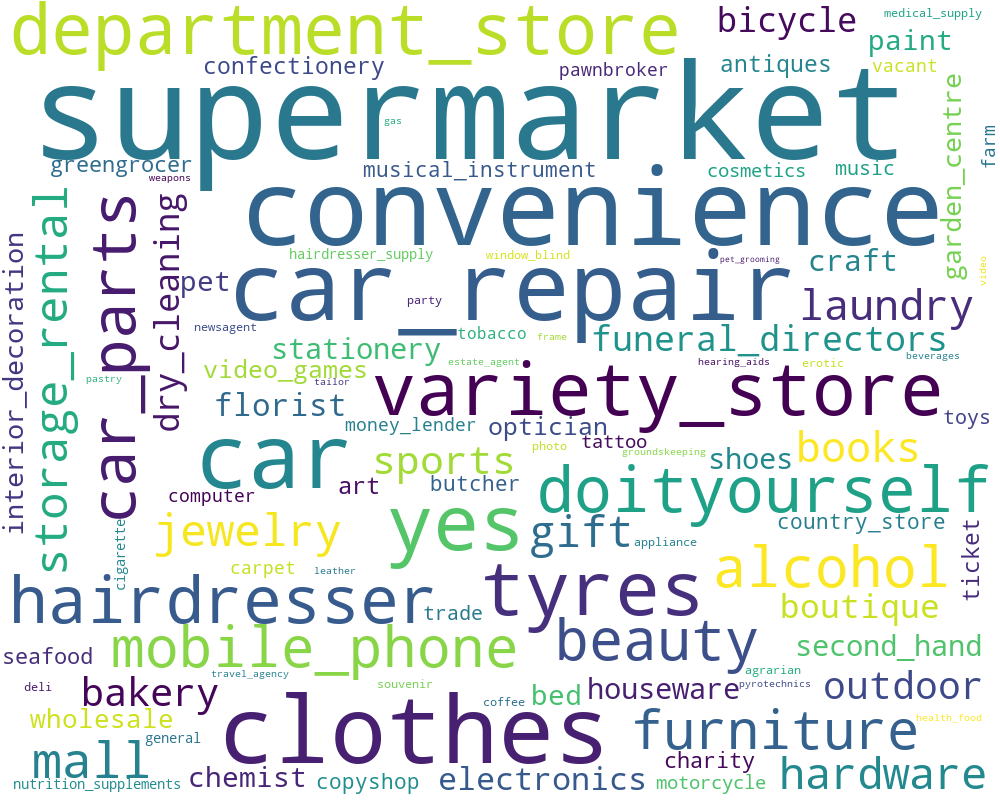 department_store
bicycle
medical_supply
paint
confectionery
pawnbroker
antiques
vacant
supermarket
gas
garden_centre
farm
greengrocer
weapons
musical_instrument
cosmetics
music
convenience
storage_rental
car_parts
dry_cleaning
interior_decoration
hairdresser_supply
window_blind
pet_grooming
craft
video
pet
car_repair
party
laundry
newsagent
tobacco
frame
funeral_directors
stationery
estate_agent
hearing_aids
erotic
beverages
video_games
pastry
tailor
variety_store
florist
money_lender
optician
toys
car
photo
tattoo
groundskeeping
books
sports
shoes
computer
art
butcher
doityourself
yes
gift
country_store
jewelry
appliance
ticket
cigarette
carpet
leather
alcohol
hairdresser
tyres
trade
boutique
mobile_phone
beauty
second_hand
seafood
travel_agency
agrarian
deli
bakery
souvenir
coffee
bed
houseware
pyrotechnics
outdoor
wholesale
clothes
furniture
health_food
general
mall
charity
nutrition_supplements
chemist
copyshop
electronics
motorcycle
hardware